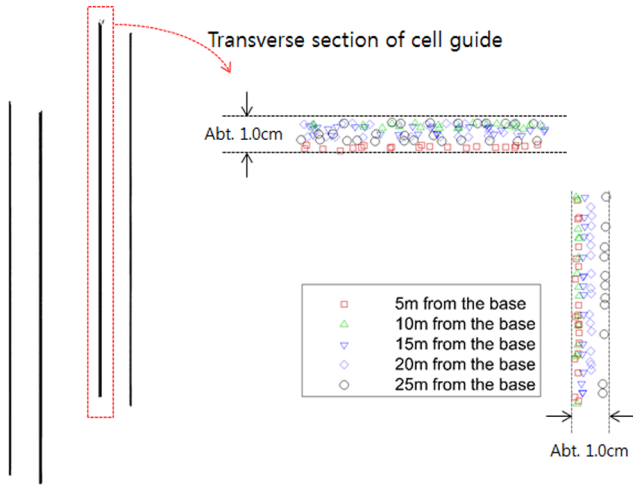 Transverse section of cell guide
Abt. 1.0cm
5m from the base
10m from the base
15m from the base
20m from the base
25m from the base
Abt. 1.0cm